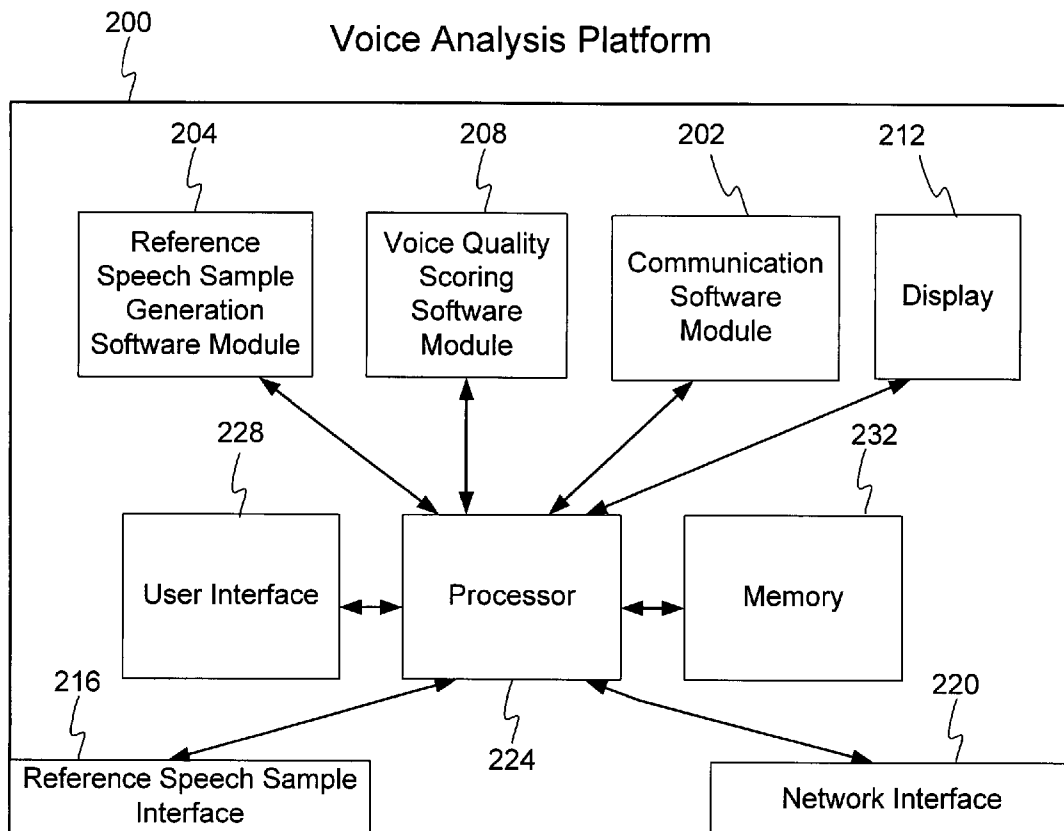 200
Voice Analysis Platform
204
208
202
212
Reference
Speech Sample
Generation
Software Module
Voice Quality
Scoring
Software
Module
Communication
Software
Module
Display
228
232
User Interface
Processor
Memory
216
224
220
Reference Speech Sample
Interface
Network Interface